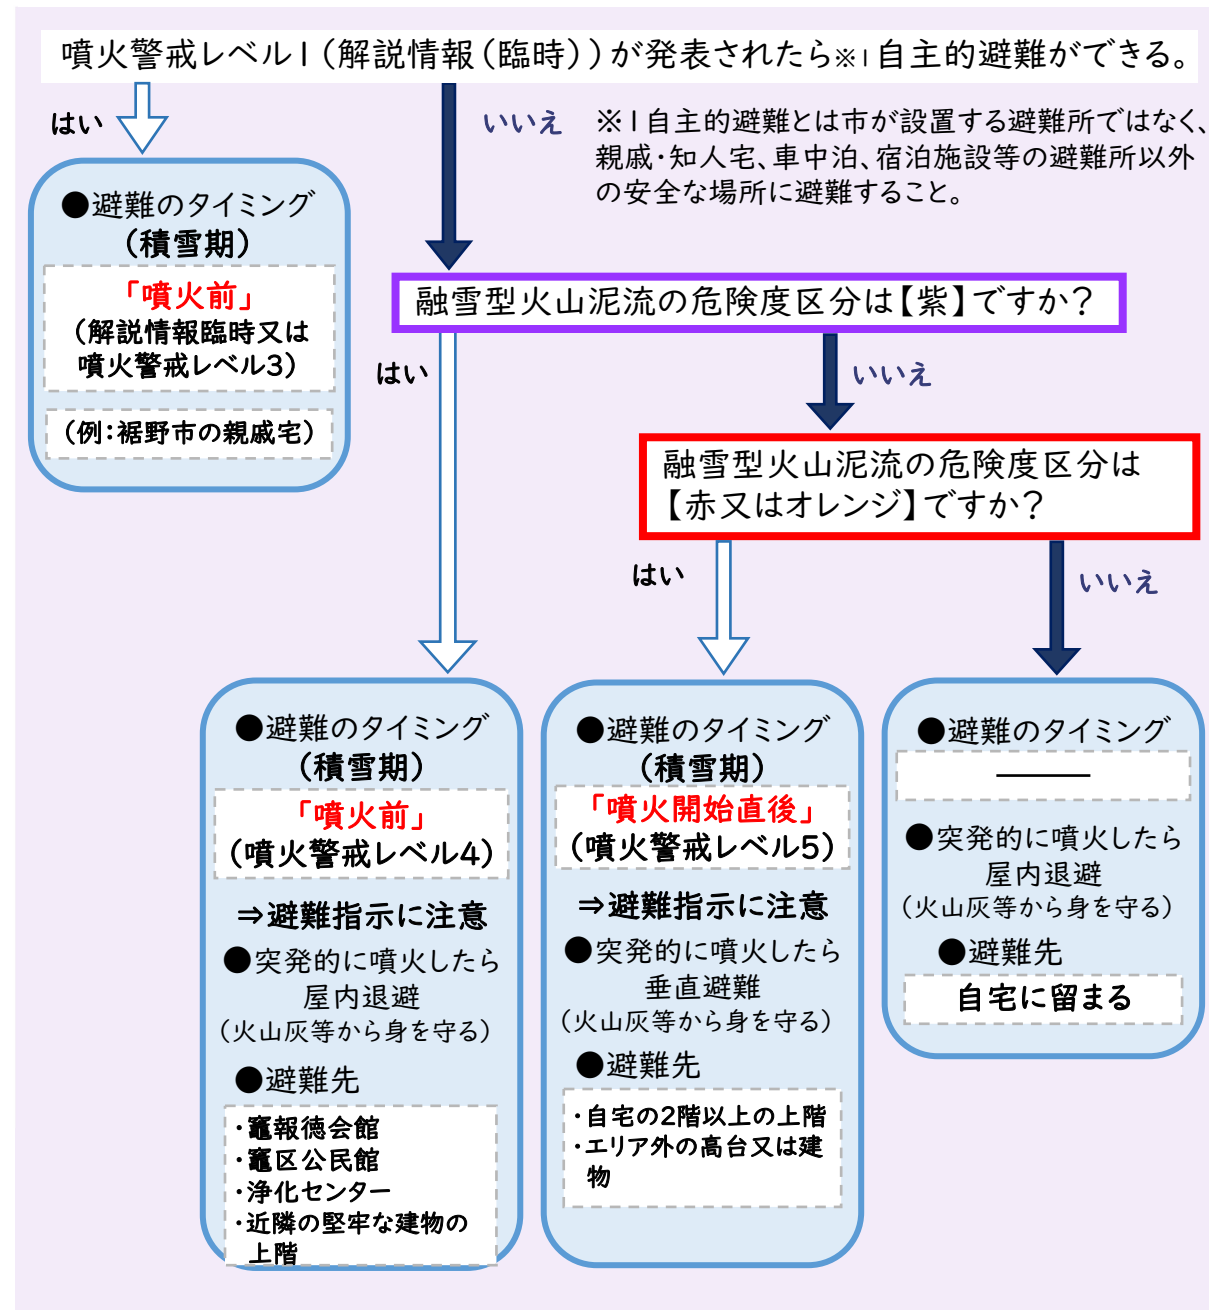 噴火警戒レベル1（解説情報（臨時））が発表されたら※1自主的避難ができる。
はい
いいえ
※1自主的避難とは市が設置する避難所ではなく、
親戚・知人宅、車中泊、宿泊施設等の避難所以外
の安全な場所に避難すること。
●避難のタイミング
（積雪期）
「噴火前」
（解説情報臨時又は
噴火警戒レベル3）
（例：裾野市の親戚宅）
融雪型火山泥流の危険度区分は【紫】ですか？
はい
いいえ
融雪型火山泥流の危険度区分は
【赤又はオレンジ】ですか？
はい
いいえ
●避難のタイミング
（積雪期）
「噴火前」
（噴火警戒レベル4）
⇒避難指示に注意
●突発的に噴火したら
屋内退避
（火山灰等から身を守る）
●避難先
・竈報徳会館
・竈区公民館
・浄化センター
・近隣の堅牢な建物の
上階
●避難のタイミング
（積雪期）
「噴火開始直後」
（噴火警戒レベル5）
⇒避難指示に注意
●突発的に噴火したら
垂直避難
（火山灰等から身を守る）
●避難先
・自宅の2階以上の上階
・エリア外の高台又は建
物
●避難のタイミング
―――
●突発的に噴火したら
屋内退避
（火山灰等から身を守る）
●避難先
自宅に留まる